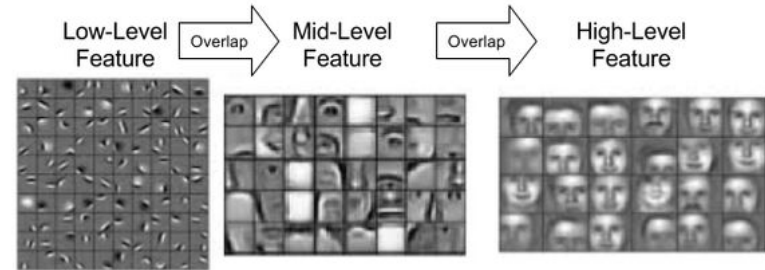 Low-Level
Feature
Overlap
Mid-Level
Feature
Overlap
High-Level
Feature